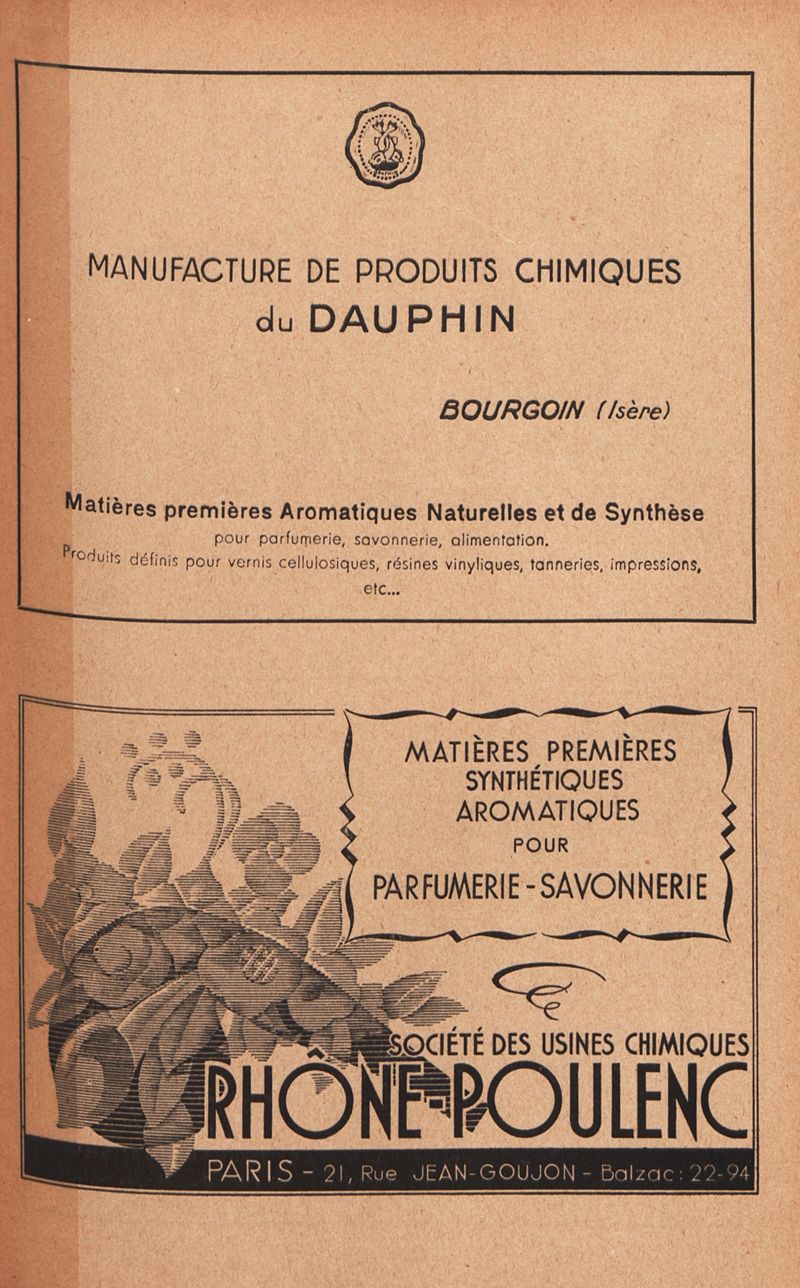 MANUFACTURE DE PRODUITS CHIMIQUES
du DAUPHIN
BOURGOIN (Isère)
Matières premières Aromatiques Naturelles et de Synthèse
pour parfumerie, savonnerie, alimentation.
Produits définis pour vernis cellulosiques, résines vinyliques, tanneries, impressions,
etc...
MATIÈRES PREMIÈRES
SYNTHÉTIQUES
AROMATIQUES
POUR
PARFUMERIE - SAVONNERIE
SOCIÉTÉ DES USINES CHIMIQUES
RHÔNE-POULENC
PARIS - 21, Rue JEAN-GOUJON - Balzac: 22-94